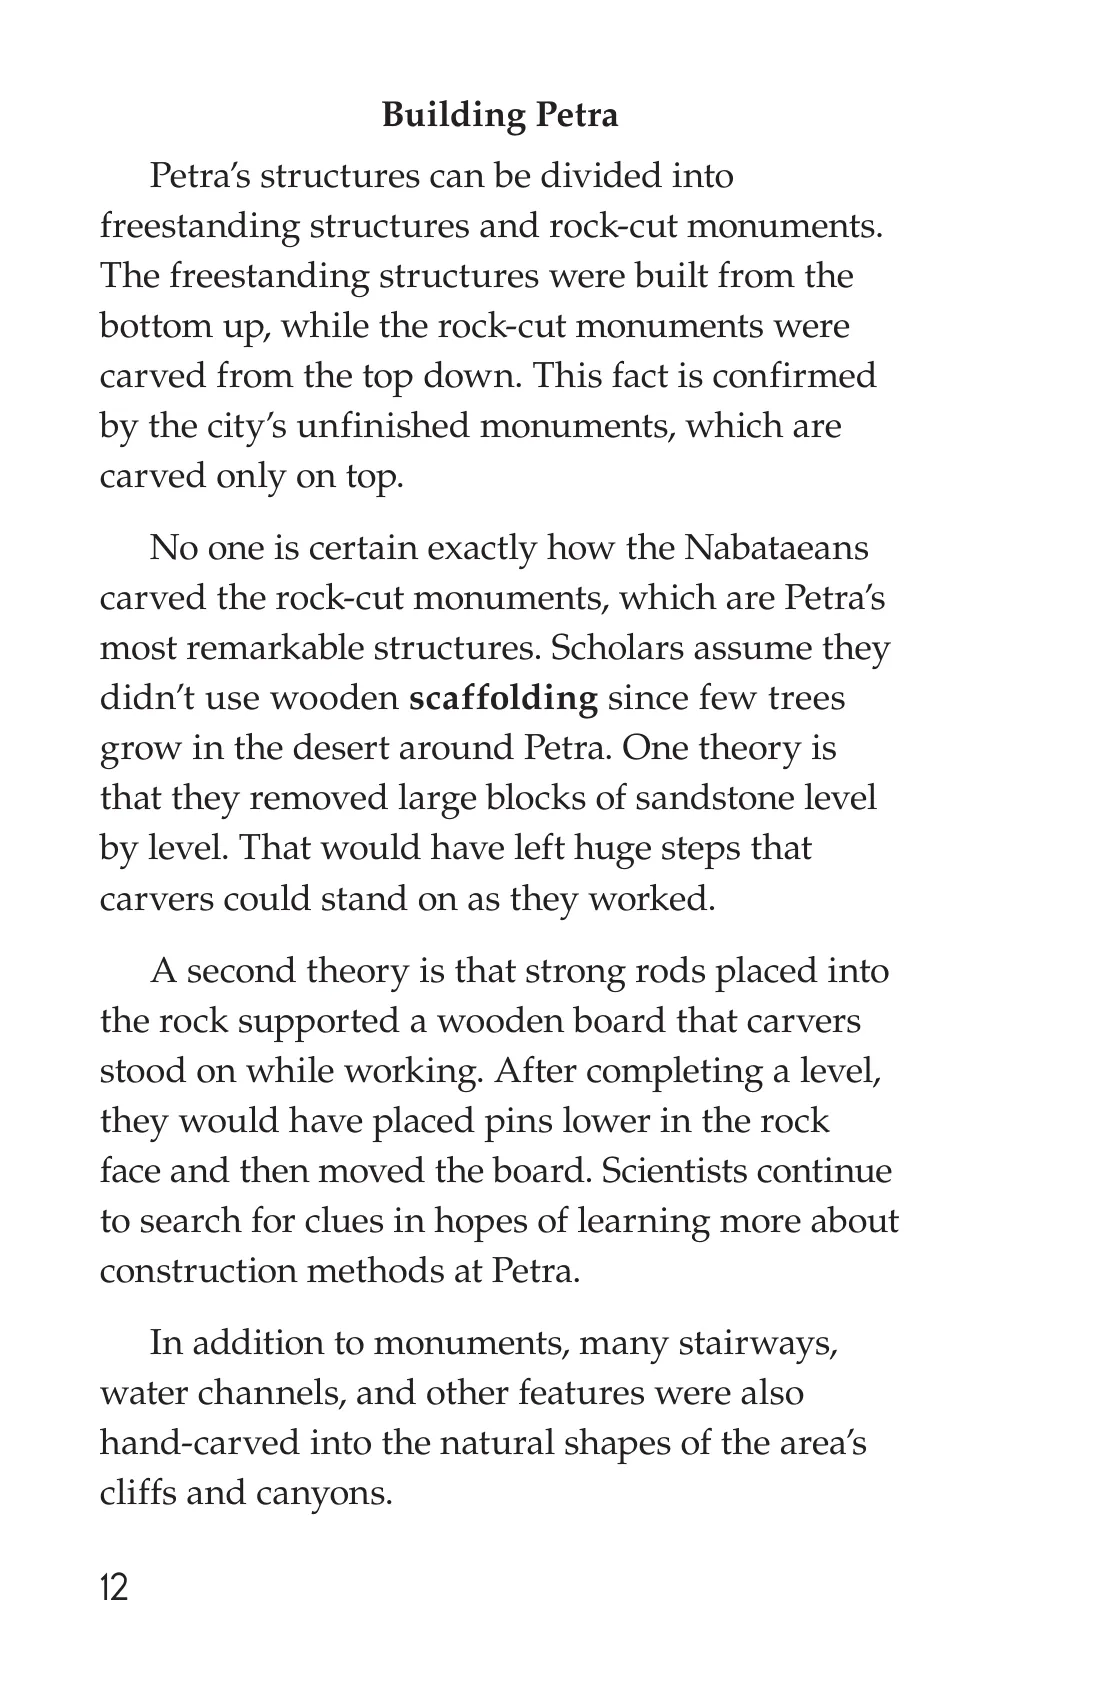 Building Petra
Petra’s structures can be divided into
freestanding structures and rock-cut monuments.
The freestanding structures were built from the
bottom up, while the rock-cut monuments were
carved from the top down. This fact is confirmed
by the city’s unfinished monuments, which are
carved only on top.
No one is certain exactly how the Nabataeans
carved the rock-cut monuments, which are Petra’s
most remarkable structures. Scholars assume they
didn’t use wooden scaffolding since few trees
grow in the desert around Petra. One theory is
that they removed large blocks of sandstone level
by level. That would have left huge steps that
carvers could stand on as they worked.
A second theory is that strong rods placed into
the rock supported a wooden board that carvers
stood on while working. After completing a level,
they would have placed pins lower in the rock
face and then moved the board. Scientists continue
to search for clues in hopes of learning more about
construction methods at Petra.
In addition to monuments, many stairways,
water channels, and other features were also
hand-carved into the natural shapes of the area’s
cliffs and canyons.
12